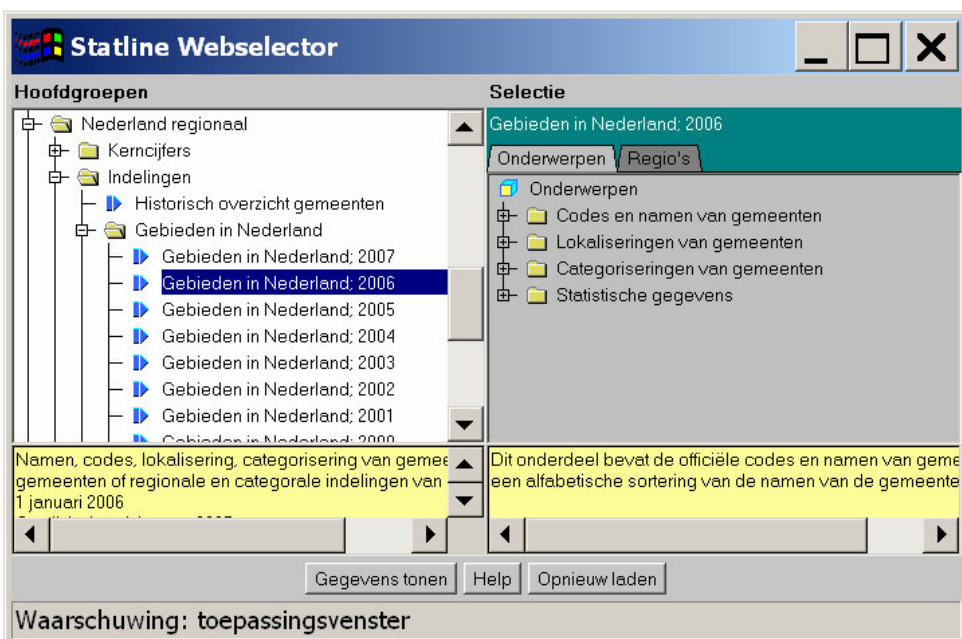 Statline Webselector
Hoofdgroepen
Nederland regionaal
Kerncijfers
Indelingen
Historisch overzicht gemeenten
Gebieden in Nederland
Gebieden in Nederland; 2007
Gebieden in Nederland; 2006
Gebieden in Nederland; 2005
Gebieden in Nederland; 2004
Gebieden in Nederland; 2003
Gebieden in Nederland; 2002
Gebieden in Nederland; 2001
Gebieden in Nederland; 2000
Namen, codes, lokalisering, categorisering van gemee
gemeenten of regionale en categorale indelingen van
1 januari 2006
Selectie
Gebieden in Nederland; 2006
Onderwerpen Regio's
Onderwerpen
Codes en namen van gemeenten
Lokaliseringen van gemeenten
Categoriseringen van gemeenten
Statistische gegevens
Dit onderdeel bevat de officiële codes en namen van geme
een alfabetische sortering van de namen van de gemeente
Gegevens tonen Help Opnieuw laden
Waarschuwing: toepassingsvenster